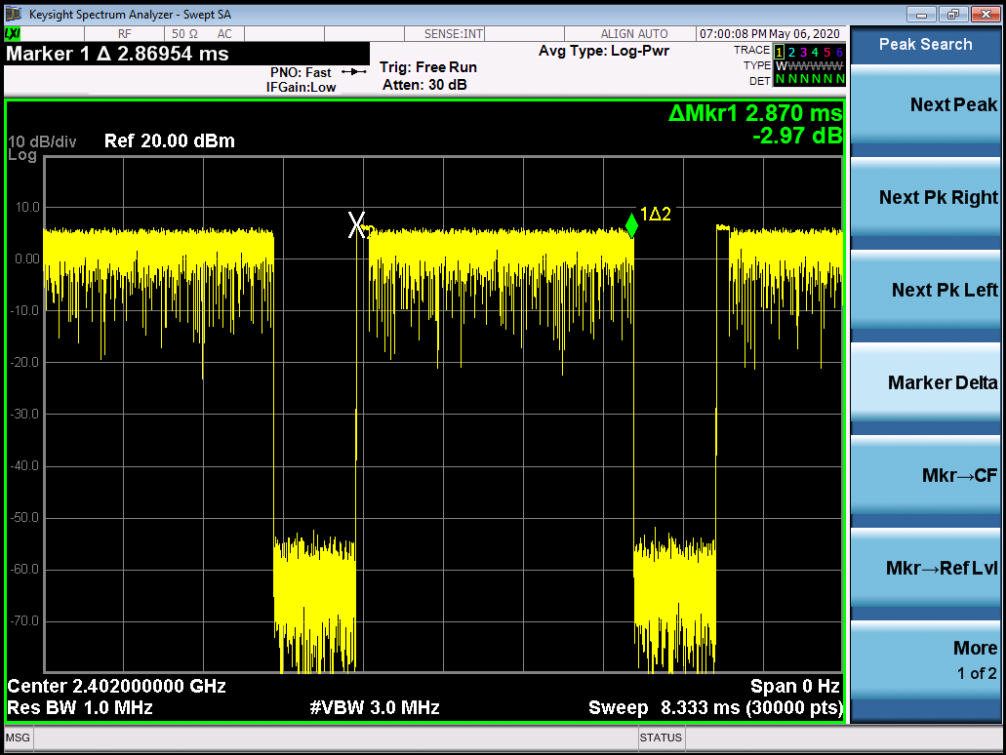 Keysight Spectrum Analyzer - Swept SA
LXI
RF 50 Ω AC SENSE:INT ALIGN AUTO 07:00:08 PM May 06, 2020
Marker 1 Δ 2.86954 ms
PNO: Fast
IFGain:Low
Trig: Free Run
Atten: 30 dB
Avg Type: Log-Pwr
TRACE 1 2 3 4 5 6
TYPE WWWWWW
DET N N N N N N
ΔMkr1 2.870 ms
-2.97 dB
10 dB/div Ref 20.00 dBm
Log
10.0
0.00
-10.0
-20.0
-30.0
-40.0
-50.0
-60.0
-70.0
X2
1Δ2
Center 2.402000000 GHz Span 0 Hz
Res BW 1.0 MHz #VBW 3.0 MHz Sweep 8.333 ms (30000 pts)
MSG STATUS
Peak Search
Next Peak
Next Pk Right
Next Pk Left
Marker Delta
Mkr→CF
Mkr→Ref Lvl
More
1 of 2